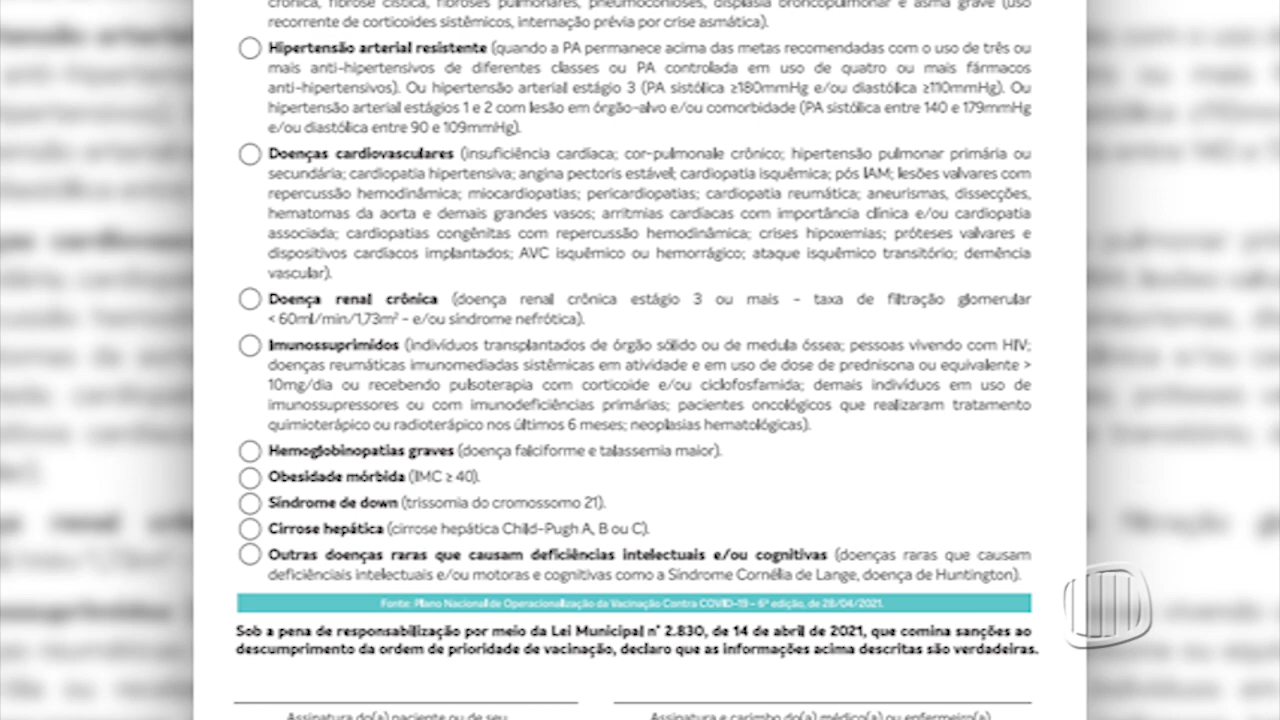 crônica, fibrose cística, fibroses pulmonares, pneumoconioses, displasia broncopulmonar e asma grave (uso
recorrente de corticoides sistêmicos, internação prévia por crise asmática).
Hipertensão arterial resistente (quando a PA permanece acima das metas recomendadas com o uso de três ou
mais anti-hipertensivos de diferentes classes ou PA controlada em uso de quatro ou mais fármacos
anti-hipertensivos). Ou hipertensão arterial estágio 3 (PA sistólica ≥180mmHg e/ou diastólica ≥110mmHg). Ou
hipertensão arterial estágios 1 e 2 com lesão em órgão-alvo e/ou comorbidade (PA sistólica entre 140 e 179mmHg
e/ou diastólica entre 90 e 109mmHg).
Doenças cardiovasculares (insuficiência cardíaca; cor-pulmonale crônico; hipertensão pulmonar primária ou
secundária; cardiopatia hipertensiva; angina pectoris estável; cardiopatia isquêmica; pós IAM; lesões valvares com
repercussão hemodinâmica; miocardiopatias; pericardiopatias; cardiopatia reumática; aneurismas, dissecções,
hematomas da aorta e demais grandes vasos; arritmias cardíacas com importância clínica e/ou cardiopatia
associada; cardiopatias congênitas com repercussão hemodinâmica; crises hipoxemias; próteses valvares e
dispositivos cardíacos implantados; AVC isquêmico ou hemorrágico; ataque isquêmico transitório; demência
vascular).
Doença renal crônica (doença renal crônica estágio 3 ou mais - taxa de filtração glomerular
< 60ml/min/1,73m² - e/ou síndrome nefrótica).
Imunossuprimidos (indivíduos transplantados de órgão sólido ou de medula óssea; pessoas vivendo com HIV;
doenças reumáticas imunomediadas sistêmicas em atividade e em uso de dose de prednisona ou equivalente >
10mg/dia ou recebendo pulsoterapia com corticoide e/ou ciclofosfamida; demais indivíduos em uso de
imunossupressores ou com imunodeficiências primárias; pacientes oncológicos que realizaram tratamento
quimioterápico ou radioterápico nos últimos 6 meses; neoplasias hematológicas).
Hemoglobinopatias graves (doença falciforme e talassemia maior).
Obesidade mórbida (IMC ≥ 40).
Síndrome de down (trissomia do cromossomo 21).
Cirrose hepática (cirrose hepática Child-Pugh A, B ou C).
Outras doenças raras que causam deficiências intelectuais e/ou cognitivas (doenças raras que causam
deficiênciais intelectuais e/ou motoras e cognitivas como a Síndrome Cornélia de Lange, doença de Huntington).
Fonte: Plano Nacional de Operacionalização da Vacinação Contra COVID-19 - 6ª edição, de 28/04/2021.
Sob a pena de responsabilização por meio da Lei Municipal n° 2.830, de 14 de abril de 2021, que comina sanções ao
descumprimento da ordem de prioridade de vacinação, declaro que as informações acima descritas são verdadeiras.
Assinatura do(a) paciente ou de seu Assinatura e carimbo do(a) médico(a) ou enfermeiro(a)